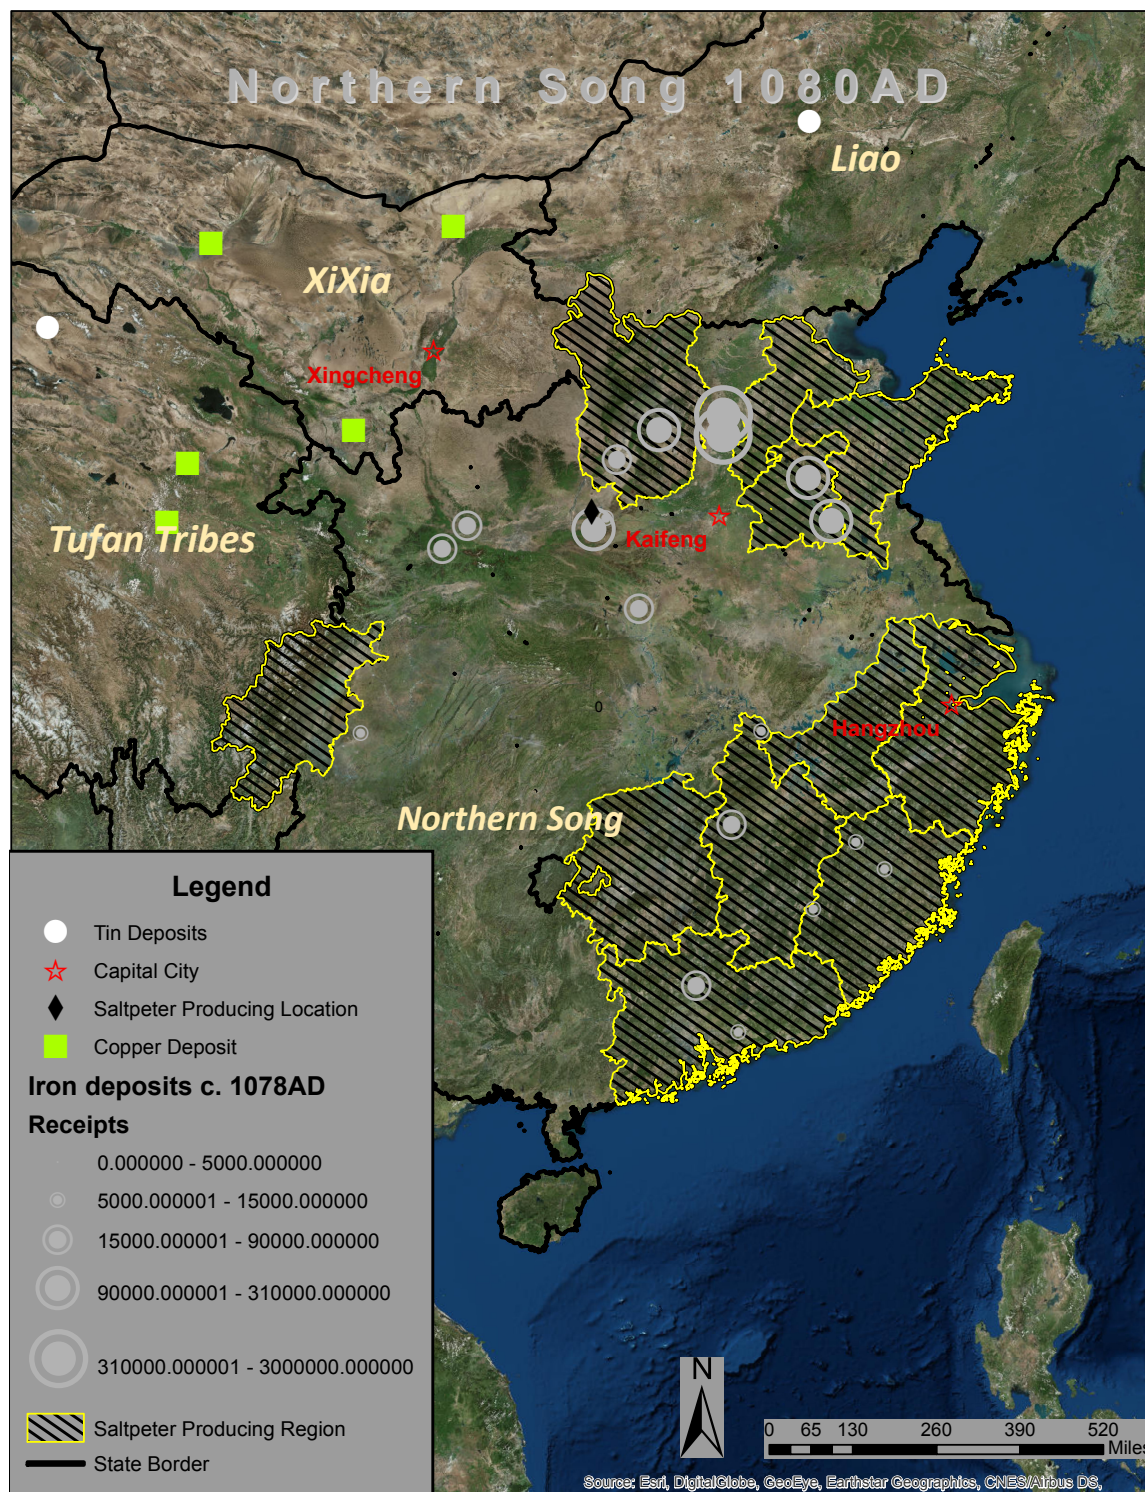 Northern Song 1080AD
Liao
XiXia
Xingcheng
Tufan Tribes
Kaifeng
0
Hangzhou
Northern Song
Legend
Tin Deposits
Capital City
Saltpeter Producing Location
Copper Deposit
Iron deposits c. 1078AD
Receipts
0.000000 - 5000.000000
5000.000001 - 15000.000000
15000.000001 - 90000.000000
90000.000001 - 310000.000000
310000.000001 - 3000000.000000
Saltpeter Producing Region
State Border
N
0 65 130 260 390 520
Miles
Source: Esri, DigitalGlobe, GeoEye, Earthstar Geographics, CNES/Airbus DS,